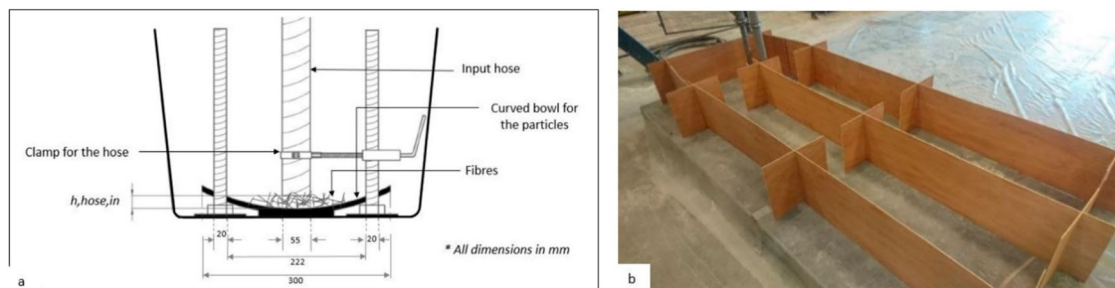 Input hose
Curved bowl for
the particles
Clamp for the hose
Fibres
h,hose,in
20
55
20
* All dimensions in mm
222
300
a
b